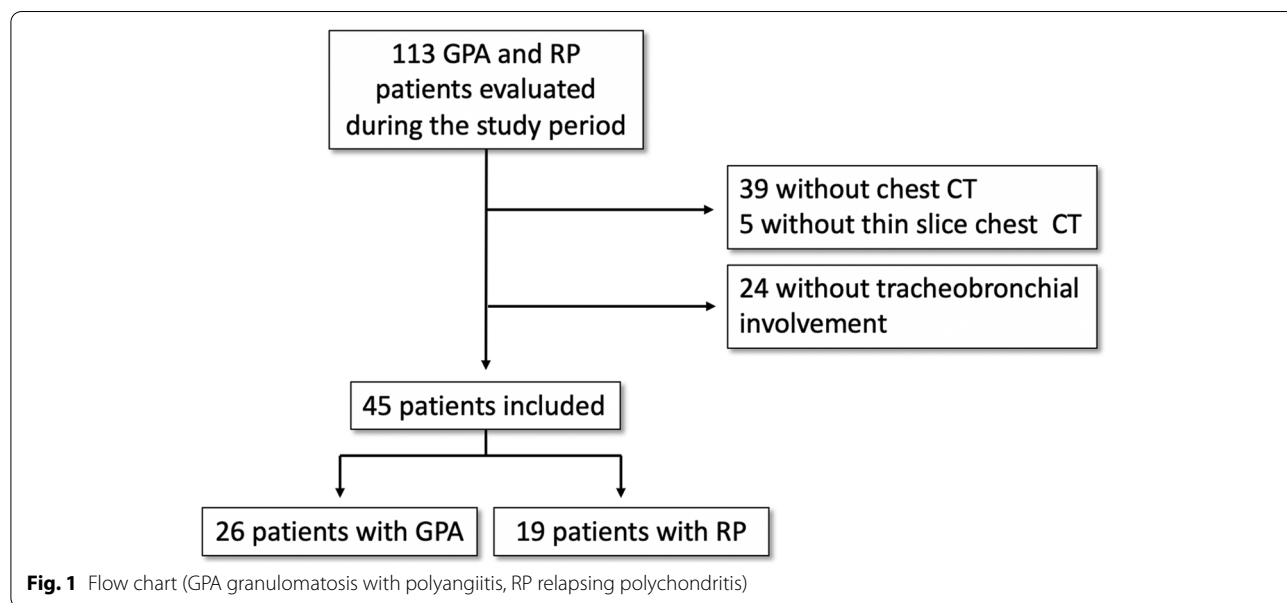 113 GPA and RP
patients evaluated
during the study period
39 without chest CT
5 without thin slice chest CT
24 without tracheobronchial
involvement
45 patients included
26 patients with GPA
19 patients with RP
Fig. 1 Flow chart (GPA granulomatosis with polyangiitis, RP relapsing polychondritis)